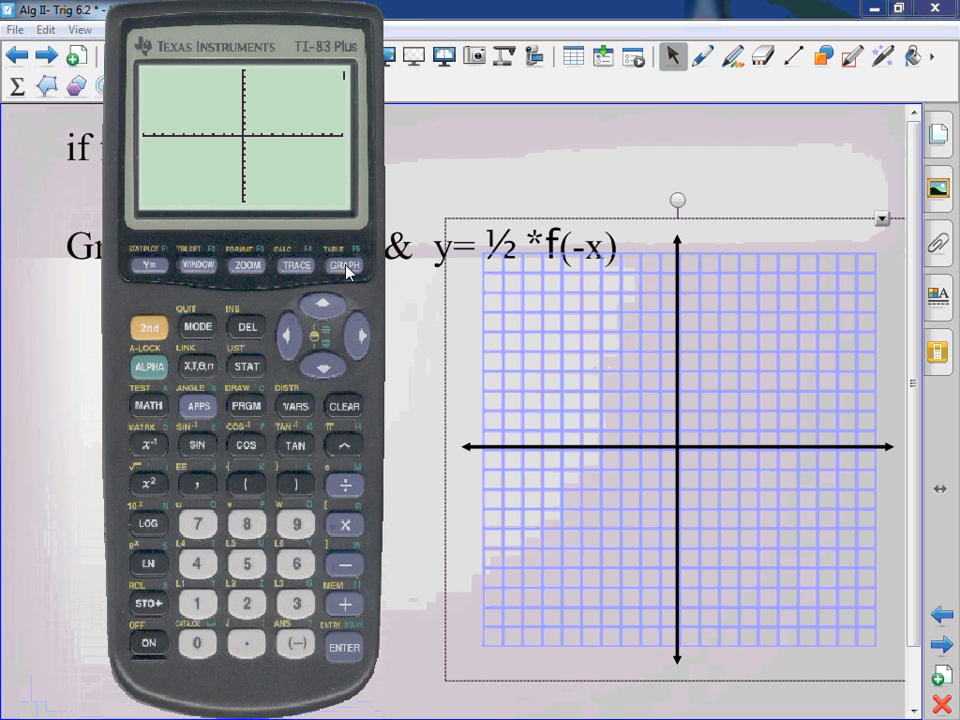 Alg II- Trig 6.2 * -
File Edit View
TEXAS INSTRUMENTS TI-83 Plus
if
Gr & y= ½ *f(-x)
STAT PLOT F1 TBLSET F2 FORMAT F3 CALC F4 TABLE F5
Y= WINDOW ZOOM TRACE GRAPH
QUIT INS
2nd MODE DEL
A-LOCK LINK LIST
ALPHA X,T,θ,n STAT
TEST A ANGLE B DRAW C DISTR
MATH APPS PRGM VARS CLEAR
MATRX D SIN⁻¹ E COS⁻¹ F TAN⁻¹ G π H
x⁻¹ SIN COS TAN ^
√ I EE J { K } L e M
x² , ( ) ÷
10ˣ N u O v P w Q [ R
LOG 7 8 9 X
eˣ S L4 T L5 U L6 V ] W
LN 4 5 6 −
RCL X L1 Y L2 Z L3 θ MEM "
STO 1 2 3 +
OFF CATALOG ANS ? ENTRY SOLVE
ON 0 . (−) ENTER